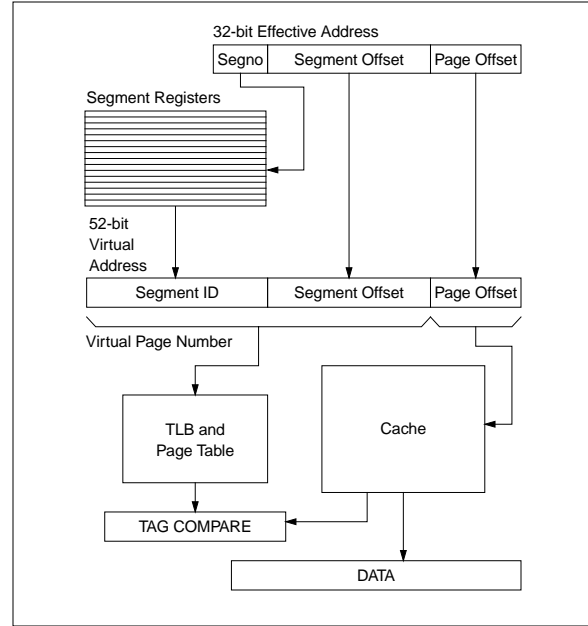 32-bit Effective Address
Segno Segment Offset Page Offset
Segment Registers
52-bit
Virtual
Address
Segment ID Segment Offset Page Offset
Virtual Page Number
TLB and
Page Table
Cache
TAG COMPARE
DATA